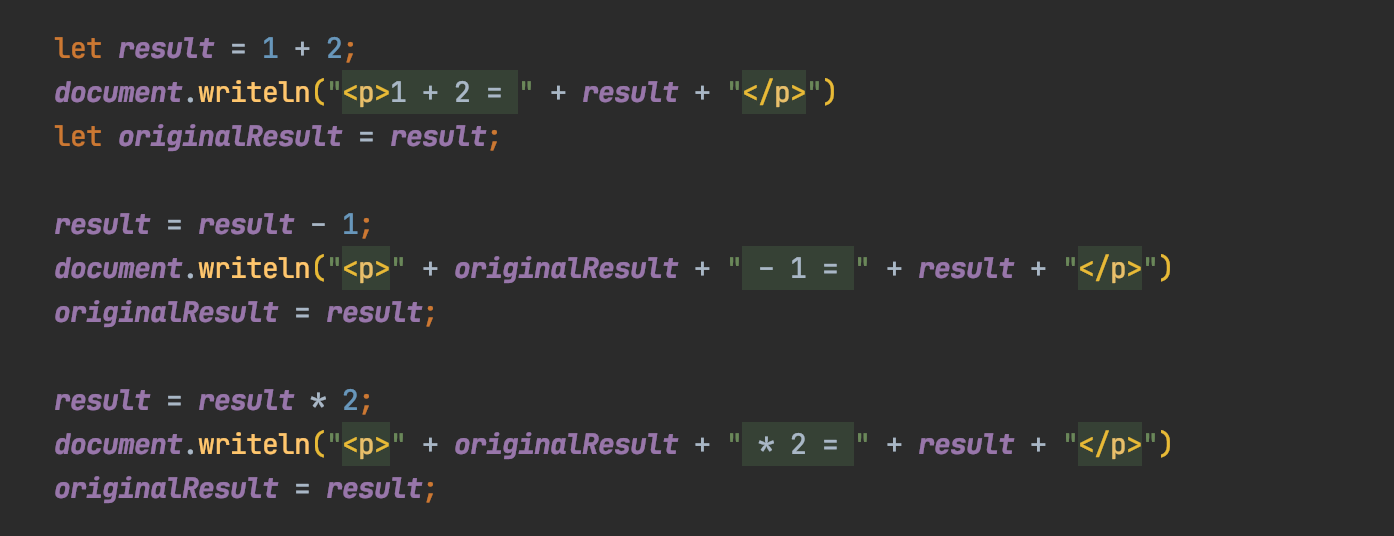 let result = 1 + 2;
document.writeln("<p>1 + 2 = " + result + "</p>")
let originalResult = result;
result = result - 1;
document.writeln("<p>" + originalResult + " - 1 = " + result + "</p>")
originalResult = result;
result = result * 2;
document.writeln("<p>" + originalResult + " * 2 = " + result + "</p>")
originalResult = result;